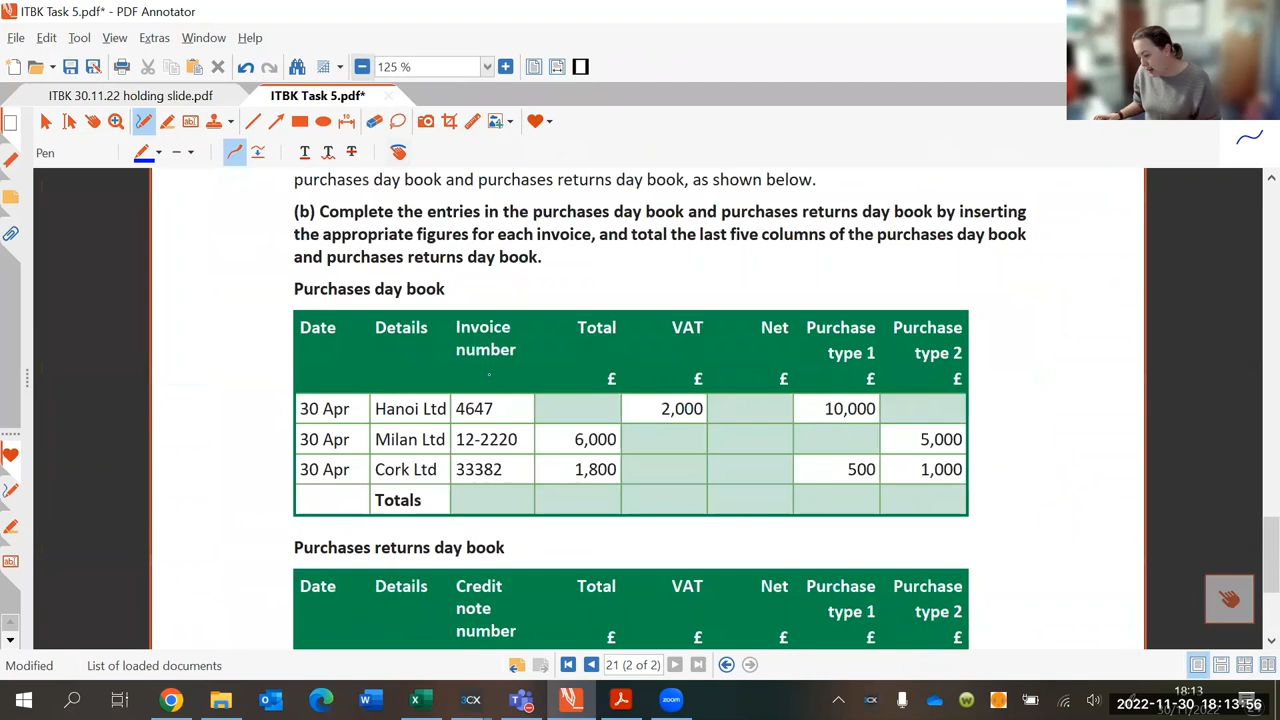 ITBK Task 5.pdf* - PDF Annotator
File Edit Tool View Extras Window Help
125 %
ITBK 30.11.22 holding slide.pdf ITBK Task 5.pdf*
Pen
purchases day book and purchases returns day book, as shown below.
(b) Complete the entries in the purchases day book and purchases returns day book by inserting
the appropriate figures for each invoice, and total the last five columns of the purchases day book
and purchases returns day book.
Purchases day book
Date Details Invoice number Total £ VAT £ Net £ Purchase type 1 £ Purchase type 2 £
30 Apr Hanoi Ltd 4647 2,000 10,000
30 Apr Milan Ltd 12-2220 6,000 5,000
30 Apr Cork Ltd 33382 1,800 500 1,000
Totals
Purchases returns day book
Date Details Credit note number Total £ VAT £ Net £ Purchase type 1 £ Purchase type 2 £
Modified List of loaded documents 21 (2 of 2)
18:13
2022-11-30 18:13:56